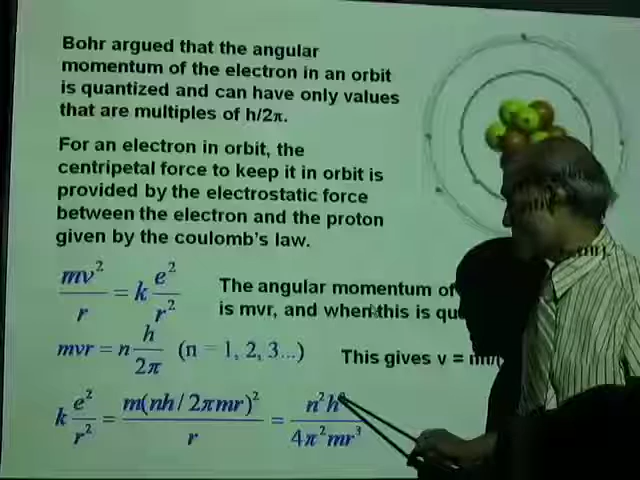 Bohr argued that the angular
momentum of the electron in an orbit
is quantized and can have only values
that are multiples of h/2π.
For an electron in orbit, the
centripetal force to keep it in orbit is
provided by the electrostatic force
between the electron and the proton
given by the coulomb's law.
mv²/r = k e²/r²
The angular momentum of
is mvr, and when this is
mvr = n h/2π (n = 1, 2, 3...)
This gives v =
k e²/r² = m(nh/2πmr)²/r = n²h²/4π²mr³